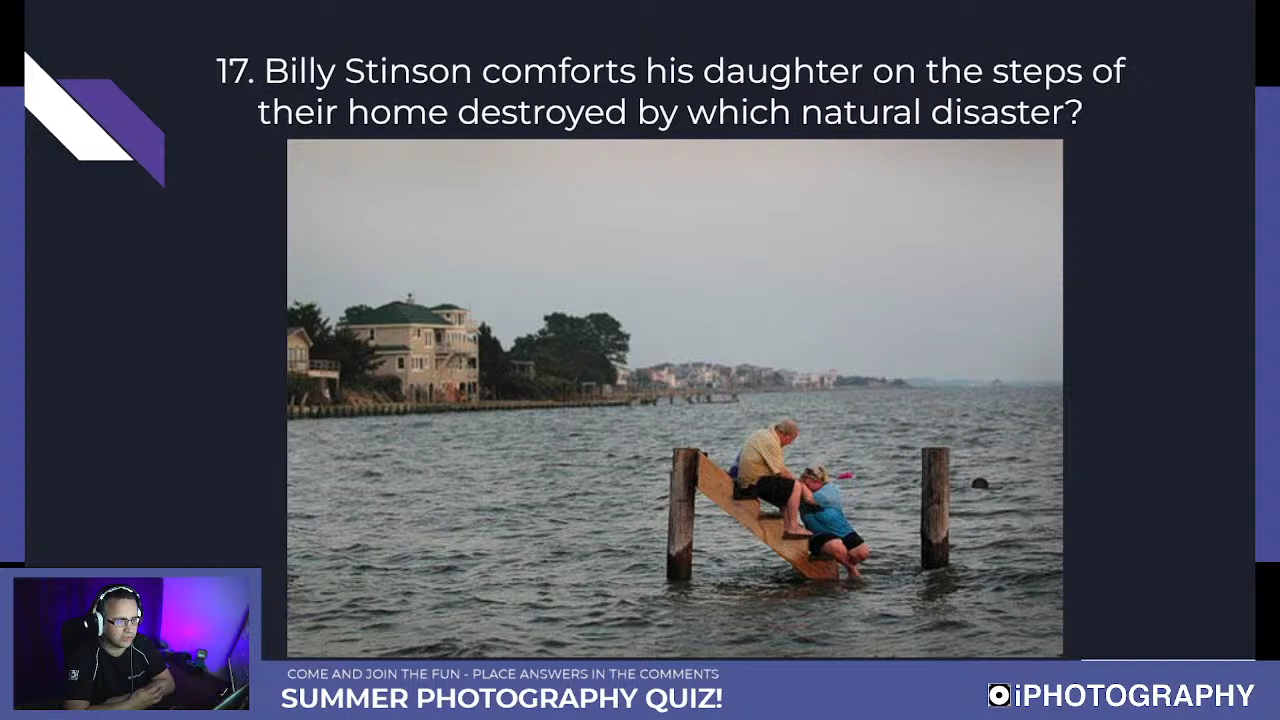 17. Billy Stinson comforts his daughter on the steps of
their home destroyed by which natural disaster?
COME AND JOIN THE FUN - PLACE ANSWERS IN THE COMMENTS
SUMMER PHOTOGRAPHY QUIZ!
iPHOTOGRAPHY